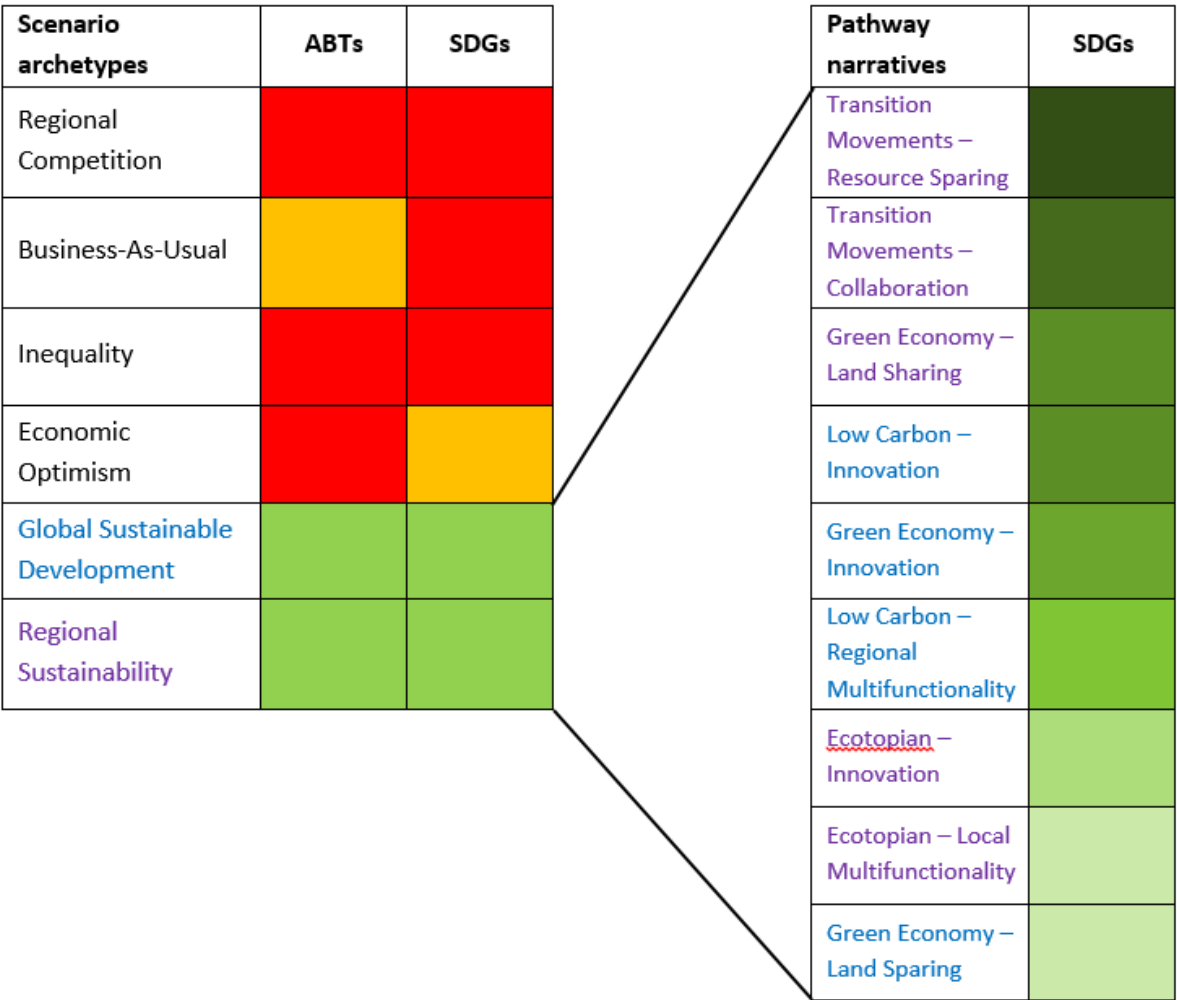 Scenario
archetypes
ABTs
SDGs
Regional
Competition
Business-As-Usual
Inequality
Economic
Optimism
Global Sustainable
Development
Regional
Sustainability
Pathway
narratives
SDGs
Transition
Movements –
Resource Sparing
Transition
Movements –
Collaboration
Green Economy –
Land Sharing
Low Carbon –
Innovation
Green Economy –
Innovation
Low Carbon –
Regional
Multifunctionality
Ecotopian –
Innovation
Ecotopian – Local
Multifunctionality
Green Economy –
Land Sparing